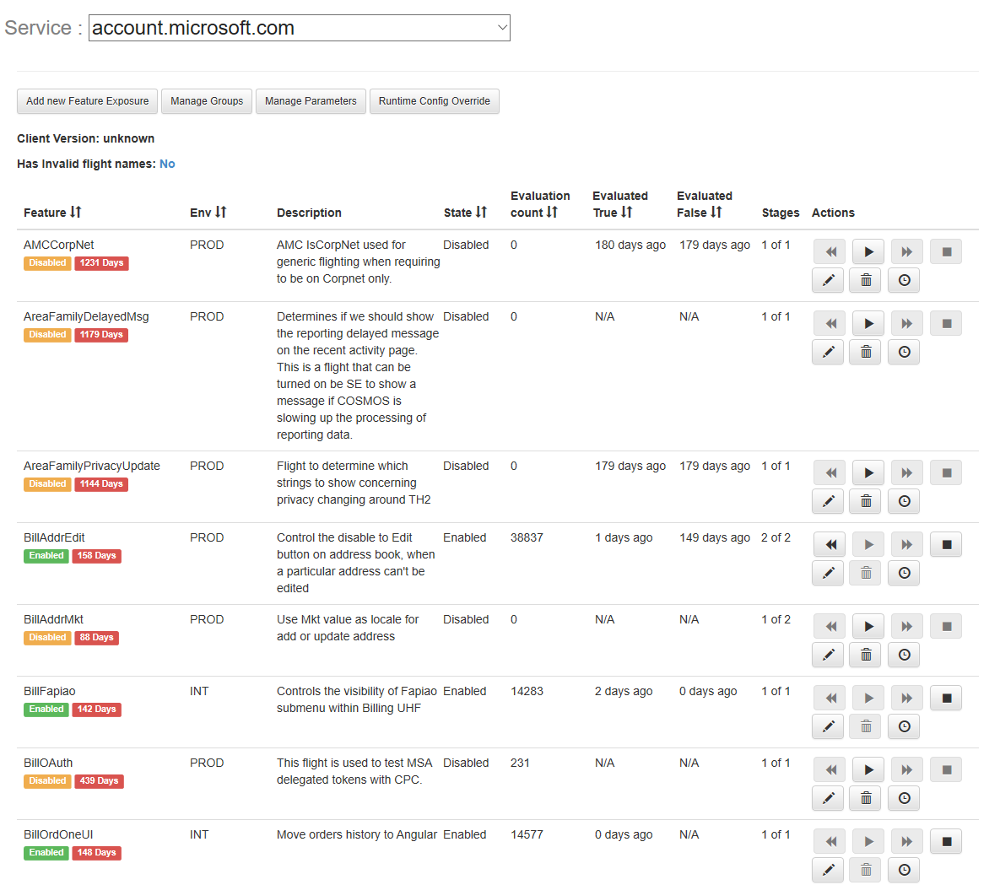 Service : account.microsoft.com
Add new Feature Exposure Manage Groups Manage Parameters Runtime Config Override
Client Version: unknown
Has Invalid flight names: No
Feature Env Description State Evaluation count Evaluated True Evaluated False Stages Actions
AMCCorpNet PROD AMC IsCorpNet used for Disabled 0 180 days ago 179 days ago 1 of 1
Disabled 1231 Days generic flighting when requiring
to be on Corpnet only.
AreaFamilyDelayedMsg PROD Determines if we should show Disabled 0 N/A N/A 1 of 1
Disabled 1179 Days the reporting delayed message
on the recent activity page.
This is a flight that can be
turned on be SE to show a
message if COSMOS is
slowing up the processing of
reporting data.
AreaFamilyPrivacyUpdate PROD Flight to determine which Disabled 0 179 days ago 179 days ago 1 of 1
Disabled 1144 Days strings to show concerning
privacy changing around TH2
BillAddrEdit PROD Control the disable to Edit Enabled 38837 1 days ago 149 days ago 2 of 2
Enabled 158 Days button on address book, when
a particular address can't be
edited
BillAddrMkt PROD Use Mkt value as locale for Disabled 0 N/A N/A 1 of 2
Disabled 88 Days add or update address
BillFapiao INT Controls the visibility of Fapiao Enabled 14283 2 days ago 0 days ago 1 of 1
Enabled 142 Days submenu within Billing UHF
BillOAuth PROD This flight is used to test MSA Disabled 231 N/A N/A 1 of 1
Disabled 439 Days delegated tokens with CPC.
BillOrdOneUI INT Move orders history to Angular Enabled 14577 0 days ago N/A 1 of 1
Enabled 148 Days